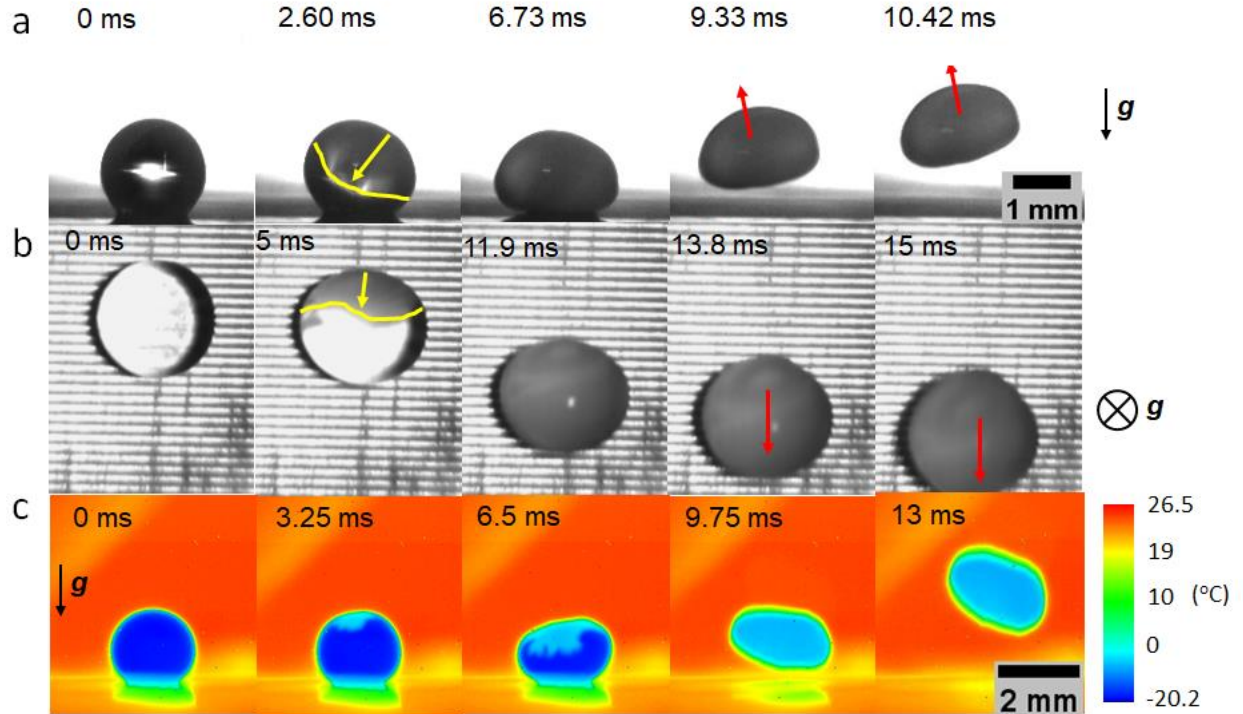 a
0 ms
2.60 ms
6.73 ms
9.33 ms
10.42 ms
g
1 mm
b
0 ms
5 ms
11.9 ms
13.8 ms
15 ms
g
c
0 ms
3.25 ms
6.5 ms
9.75 ms
13 ms
g
2 mm
26.5
19
10
0
-20.2
(°C)